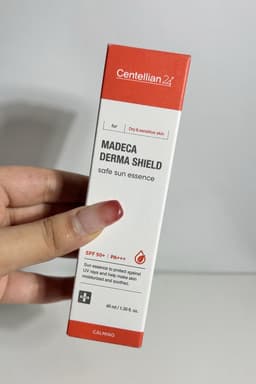 Centellian24
for Dry & sensitive skin
MADECA
DERMA SHIELD
safe sun essence
SPF 50+ PA+++
Sun essence to protect against
UV rays and help make skin
moisturized and soothed.
40 ml / 1.35 fl. oz.
CALMING